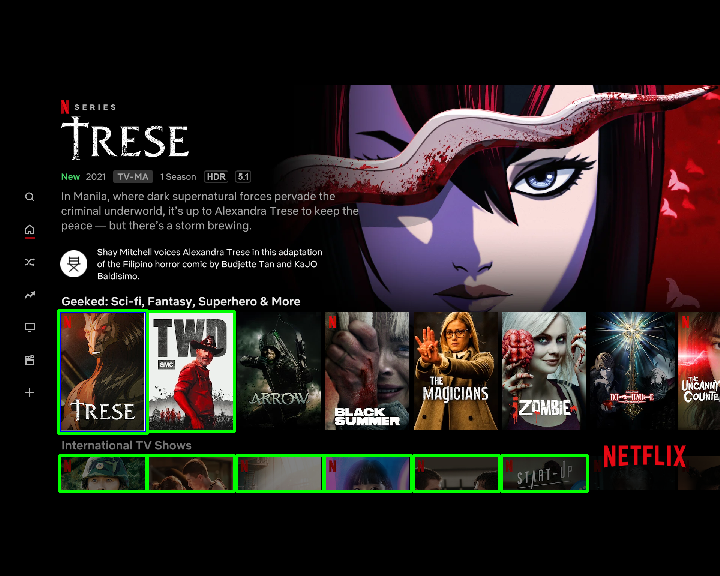 N SERIES
TRESE
New 2021 TV-MA 1 Season HDR 5.1
In Manila, where dark supernatural forces pervade the
criminal underworld, it's up to Alexandra Trese to keep the
peace — but there's a storm brewing.
Shay Mitchell voices Alexandra Trese in this adaptation
of the Filipino horror comic by Budjette Tan and KaJO
Baldisimo.
Geeked: Sci-fi, Fantasy, Superhero & More
TRESE
TWD
AMC
ARROW
BLACK SUMMER
THE MAGICIANS
iZOMBIE
THE UNCANNY
International TV Shows
START-UP
NETFLIX